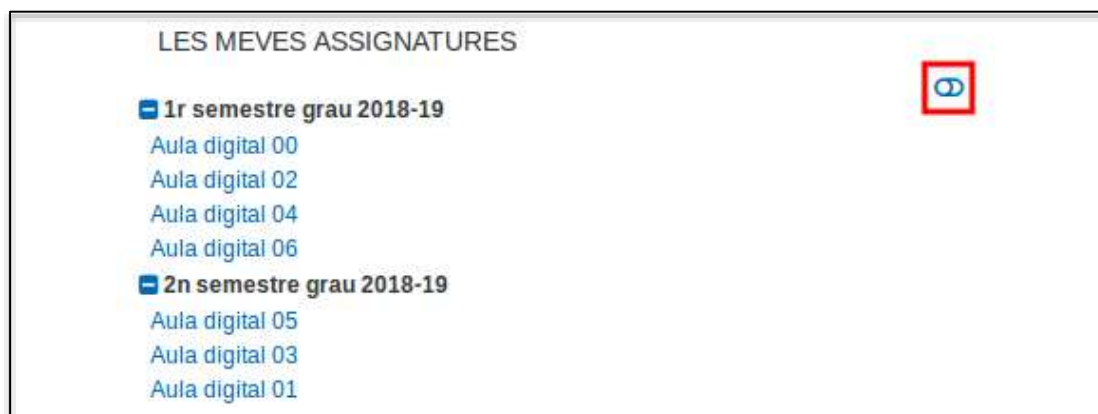 LES MEVES ASSIGNATURES
1r semestre grau 2018-19
Aula digital 00
Aula digital 02
Aula digital 04
Aula digital 06
2n semestre grau 2018-19
Aula digital 05
Aula digital 03
Aula digital 01